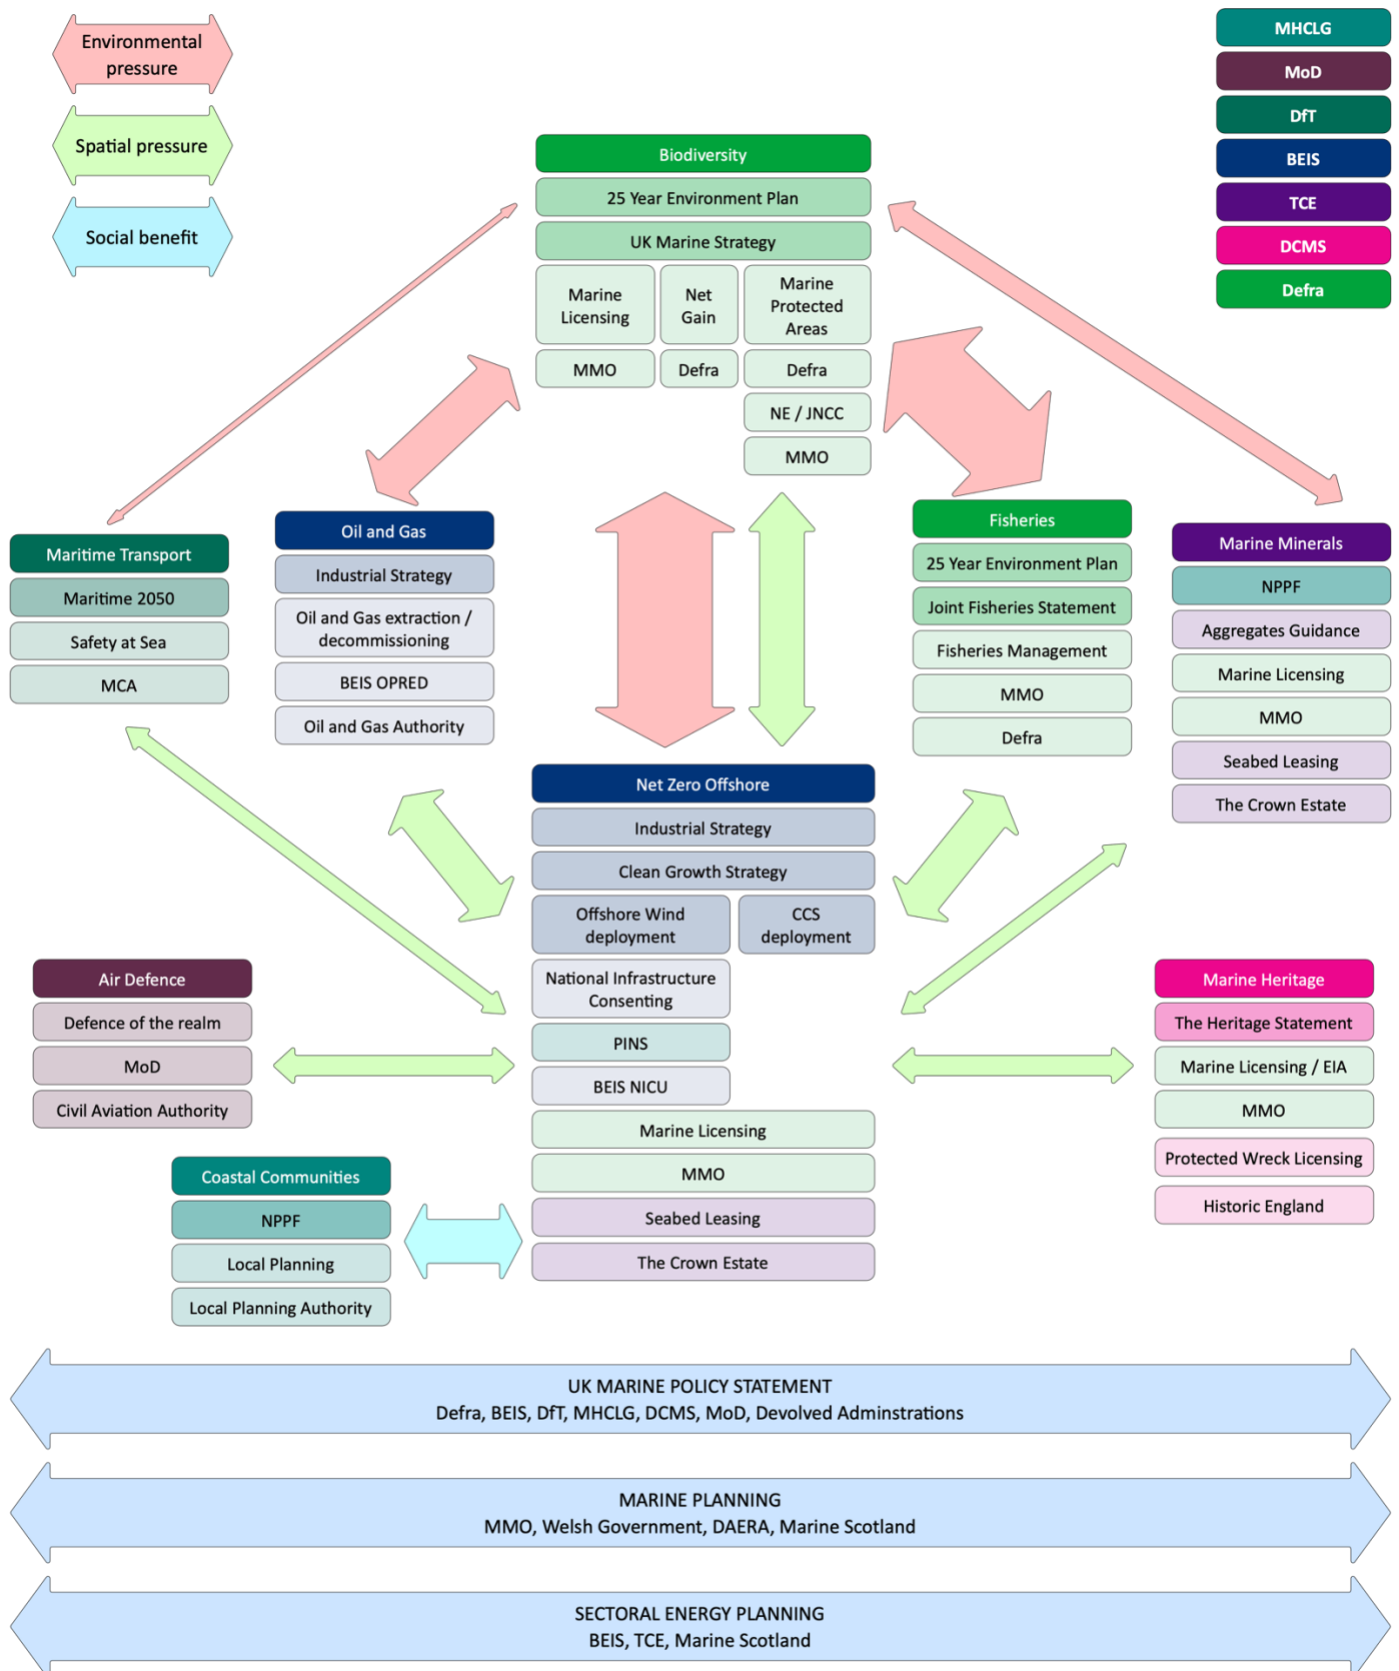 Environmental
pressure
Spatial pressure
Social benefit
MHCLG
MoD
DfT
BEIS
TCE
DCMS
Defra
Biodiversity
25 Year Environment Plan
UK Marine Strategy
Marine
Licensing
Net
Gain
Marine
Protected
Areas
MMO
Defra
Defra
NE / JNCC
MMO
Maritime Transport
Maritime 2050
Safety at Sea
MCA
Oil and Gas
Industrial Strategy
Oil and Gas extraction /
decommissioning
BEIS OPRED
Oil and Gas Authority
Fisheries
25 Year Environment Plan
Joint Fisheries Statement
Fisheries Management
MMO
Defra
Marine Minerals
NPPF
Aggregates Guidance
Marine Licensing
MMO
Seabed Leasing
The Crown Estate
Net Zero Offshore
Industrial Strategy
Clean Growth Strategy
Offshore Wind
deployment
CCS
deployment
National Infrastructure
Consenting
PINS
BEIS NICU
Marine Licensing
MMO
Seabed Leasing
The Crown Estate
Air Defence
Defence of the realm
MoD
Civil Aviation Authority
Marine Heritage
The Heritage Statement
Marine Licensing / EIA
MMO
Protected Wreck Licensing
Historic England
Coastal Communities
NPPF
Local Planning
Local Planning Authority
UK MARINE POLICY STATEMENT
Defra, BEIS, DfT, MHCLG, DCMS, MoD, Devolved Adminstrations
MARINE PLANNING
MMO, Welsh Government, DAERA, Marine Scotland
SECTORAL ENERGY PLANNING
BEIS, TCE, Marine Scotland